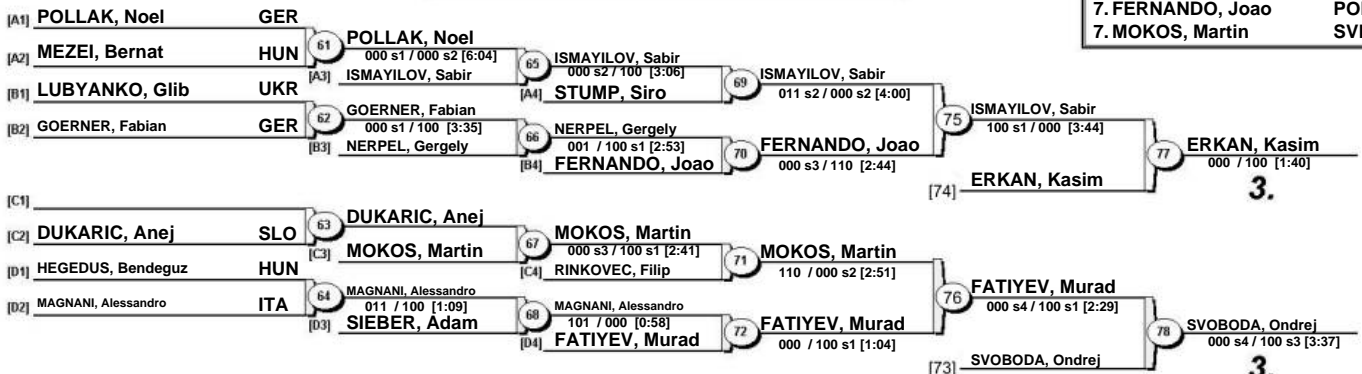 7. FERNANDO, Joao
7. MOKOS, Martin SV
[A1] POLLAK, Noel GER
[A2] MEZEI, Bernat HUN
61
POLLAK, Noel
000 s1 / 000 s2 [6:04]
[A3] ISMAYILOV, Sabir
65
ISMAYILOV, Sabir
000 s2 / 100 [3:06]
[A4] STUMP, Siro
69
ISMAYILOV, Sabir
011 s2 / 000 s2 [4:00]
[B1] LUBYANKO, Glib UKR
[B2] GOERNER, Fabian GER
62
GOERNER, Fabian
000 s1 / 100 [3:35]
[B3] NERPEL, Gergely
66
NERPEL, Gergely
001 / 100 s1 [2:53]
[B4] FERNANDO, Joao
70
FERNANDO, Joao
000 s3 / 110 [2:44]
75
ISMAYILOV, Sabir
100 s1 / 000 [3:44]
[74] ERKAN, Kasim
77
ERKAN, Kasim
000 / 100 [1:40]
3.
[C1]
[C2] DUKARIC, Anej SLO
63
DUKARIC, Anej
[C3] MOKOS, Martin
67
MOKOS, Martin
000 s3 / 100 s1 [2:41]
[C4] RINKOVEC, Filip
71
MOKOS, Martin
110 / 000 s2 [2:51]
[D1] HEGEDUS, Bendeguz HUN
[D2] MAGNANI, Alessandro ITA
64
MAGNANI, Alessandro
011 / 100 [1:09]
[D3] SIEBER, Adam
68
MAGNANI, Alessandro
101 / 000 [0:58]
[D4] FATIYEV, Murad
72
FATIYEV, Murad
000 / 100 s1 [1:04]
76
FATIYEV, Murad
000 s4 / 100 s1 [2:29]
[73] SVOBODA, Ondrej
78
SVOBODA, Ondrej
000 s4 / 100 s3 [3:37]
3.